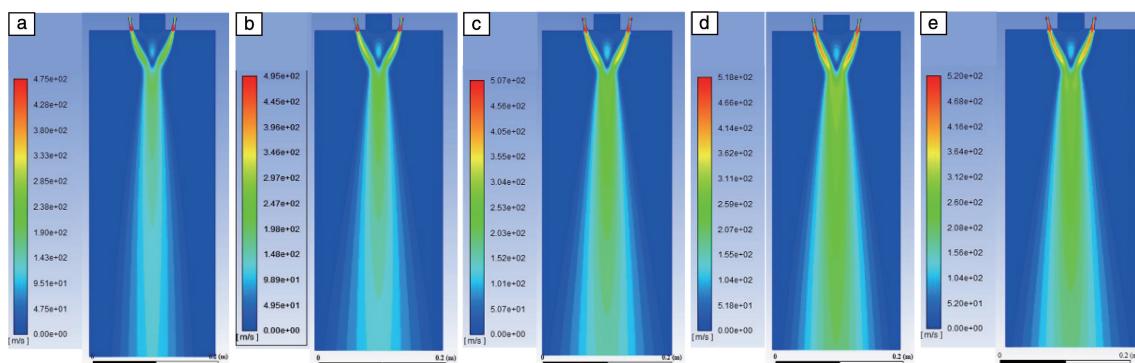 a
4.75e+02
4.28e+02
3.80e+02
3.33e+02
2.85e+02
2.38e+02
1.90e+02
1.43e+02
9.51e+01
4.75e+01
0.00e+00
[m/s]
0
0.2 (m)
b
4.95e+02
4.45e+02
3.96e+02
3.46e+02
2.97e+02
2.47e+02
1.98e+02
1.48e+02
9.89e+01
4.95e+01
0.00e+00
[m/s]
0
0.2 (m)
c
5.07e+02
4.56e+02
4.05e+02
3.55e+02
3.04e+02
2.53e+02
2.03e+02
1.52e+02
1.01e+02
5.07e+01
0.00e+00
[m/s]
0
0.2 (m)
d
5.18e+02
4.66e+02
4.14e+02
3.62e+02
3.11e+02
2.59e+02
2.07e+02
1.55e+02
1.04e+02
5.18e+01
0.00e+00
[m/s]
0
0.2 (m)
e
5.20e+02
4.68e+02
4.16e+02
3.64e+02
3.12e+02
2.60e+02
2.08e+02
1.56e+02
1.04e+02
5.20e+01
0.00e+00
[m/s]
0
0.2 (m)